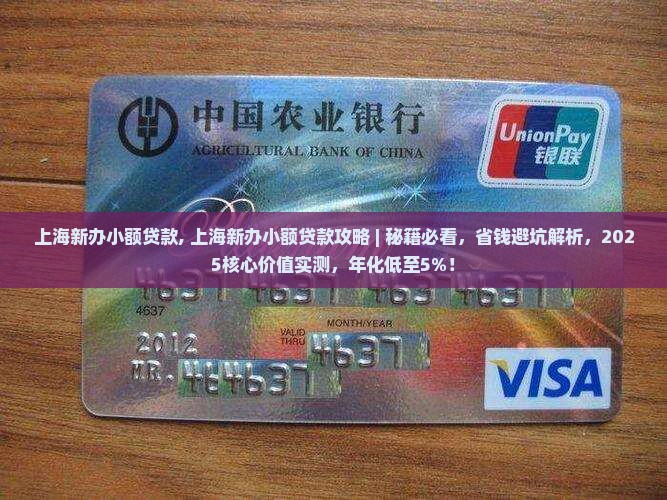 中国农业银行
AGRICULTURAL BANK OF CHINA
UnionPay
银联
上海新办小额贷款, 上海新办小额贷款攻略 | 秘籍必看，省钱避坑解析，202
5核心价值实测，年化低至5%！
4637 4637 4637 4637
4637
MONTH/YEAR
VALID
THRU
2012
4637
MR.
4637
VISA